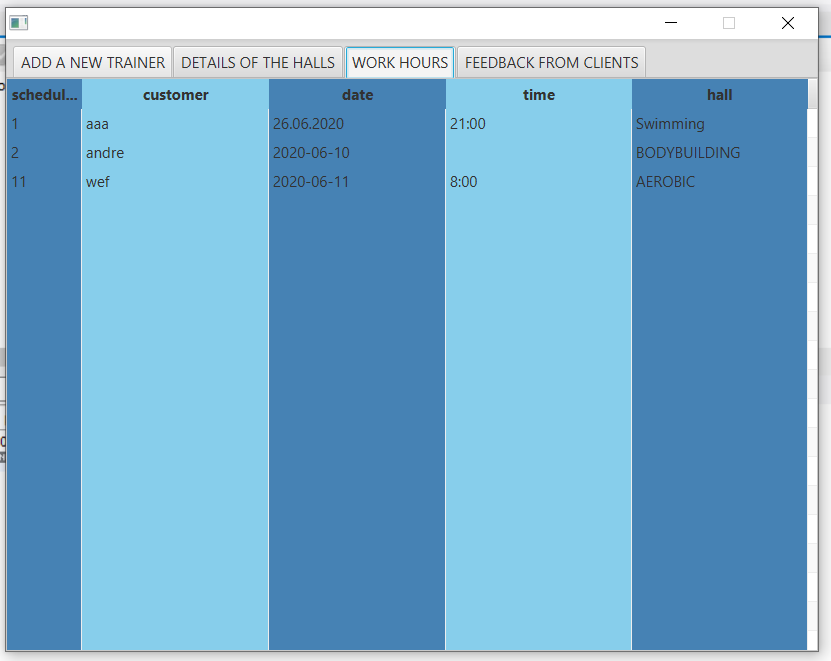 ADD A NEW TRAINER DETAILS OF THE HALLS WORK HOURS FEEDBACK FROM CLIENTS
schedul... customer date time hall
1 aaa 26.06.2020 21:00 Swimming
2 andre 2020-06-10 BODYBUILDING
11 wef 2020-06-11 8:00 AEROBIC